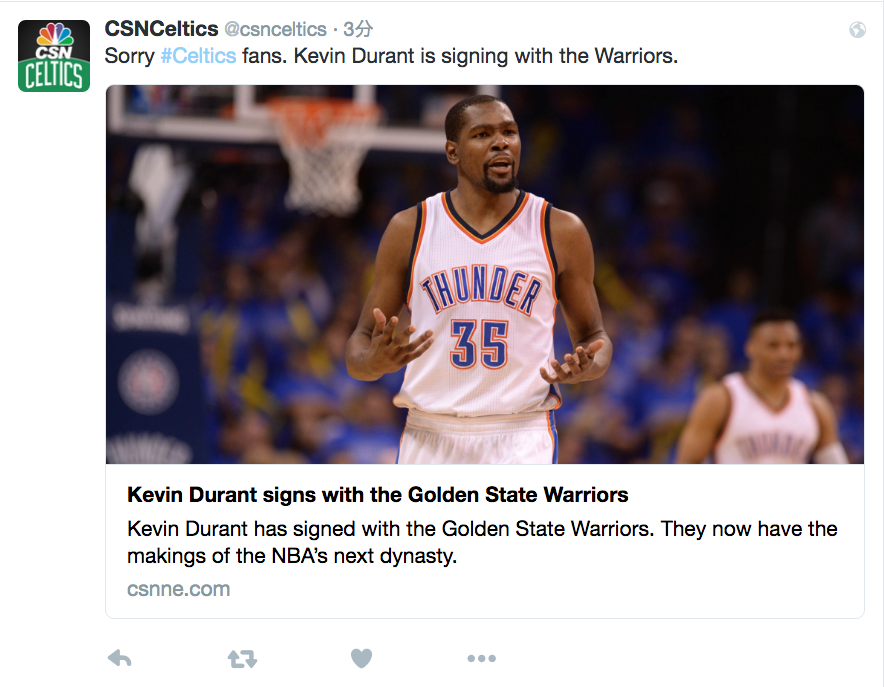 CSNCeltics @csnceltics · 3分
Sorry #Celtics fans. Kevin Durant is signing with the Warriors.
CSN
CELTICS
THUNDER
35
Kevin Durant signs with the Golden State Warriors
Kevin Durant has signed with the Golden State Warriors. They now have the
makings of the NBA’s next dynasty.
csnne.com